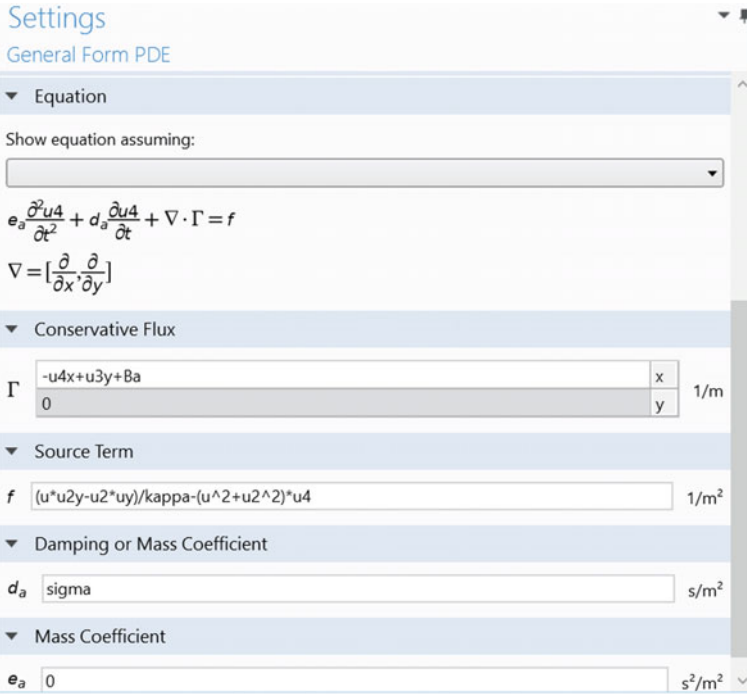 Settings
General Form PDE
Equation
Show equation assuming:
e_a ∂²u4/∂t² + d_a ∂u4/∂t + ∇ · Γ = f
∇ = [∂/∂x, ∂/∂y]
Conservative Flux
Γ -u4x+u3y+Ba x 1/m
0 y
Source Term
f (u*u2y-u2*uy)/kappa-(u^2+u2^2)*u4 1/m²
Damping or Mass Coefficient
d_a sigma s/m²
Mass Coefficient
e_a 0 s²/m²